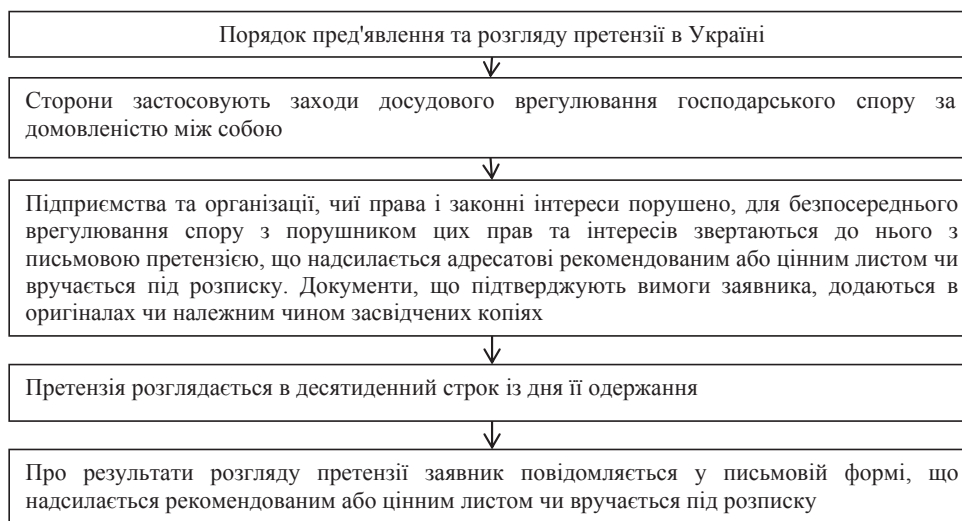 Порядок пред'явлення та розгляду претензії в Україні
Сторони застосовують заходи досудового врегулювання господарського спору за
домовленістю між собою
Підприємства та організації, чиї права і законні інтереси порушено, для безпосереднього
врегулювання спору з порушником цих прав та інтересів звертаються до нього з
письмовою претензією, що надсилається адресатові рекомендованим або цінним листом чи
вручається під розписку. Документи, що підтверджують вимоги заявника, додаються в
оригіналах чи належним чином засвідчених копіях
Претензія розглядається в десятиденний строк із дня її одержання
Про результати розгляду претензії заявник повідомляється у письмовій формі, що
надсилається рекомендованим або цінним листом чи вручається під розписку